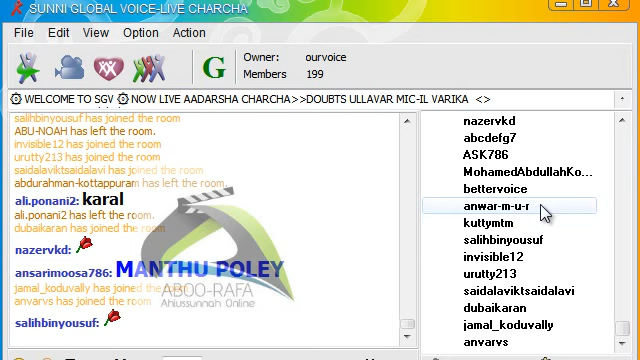 SUNNI GLOBAL VOICE-LIVE CHARCHA
File Edit View Option Action
G
Owner: ourvoice
Members 199
WELCOME TO SGV NOW LIVE AADARSHA CHARCHA>>DOUBTS ULLAVAR MIC-IL VARIKA <>
salihbinyousuf has joined the room
ABU-NOAH has left the room.
invisible12 has joined the room
urutty213 has joined the room
saidalaviktsaidalavi has joined the room
abdurahman-kottappuram has left the room.
ali.ponani2: karal
ali.ponani2 has left the room.
dubaikaran has joined the room
nazervkd:
ansarimoosa786: MANTHU POLEY
jamal_koduvally has joined the room
anvarvs has joined the room
salihbinyousuf:
ABOO-RAFA
Ahlussunnah Online
nazervkd
abcdefg7
ASK786
MohamedAbdullahKo...
bettervoice
anwar-m-u-r
kuttymtm
salihbinyousuf
invisible12
urutty213
saidalaviktsaidalavi
dubaikaran
jamal_koduvally
anvarvs